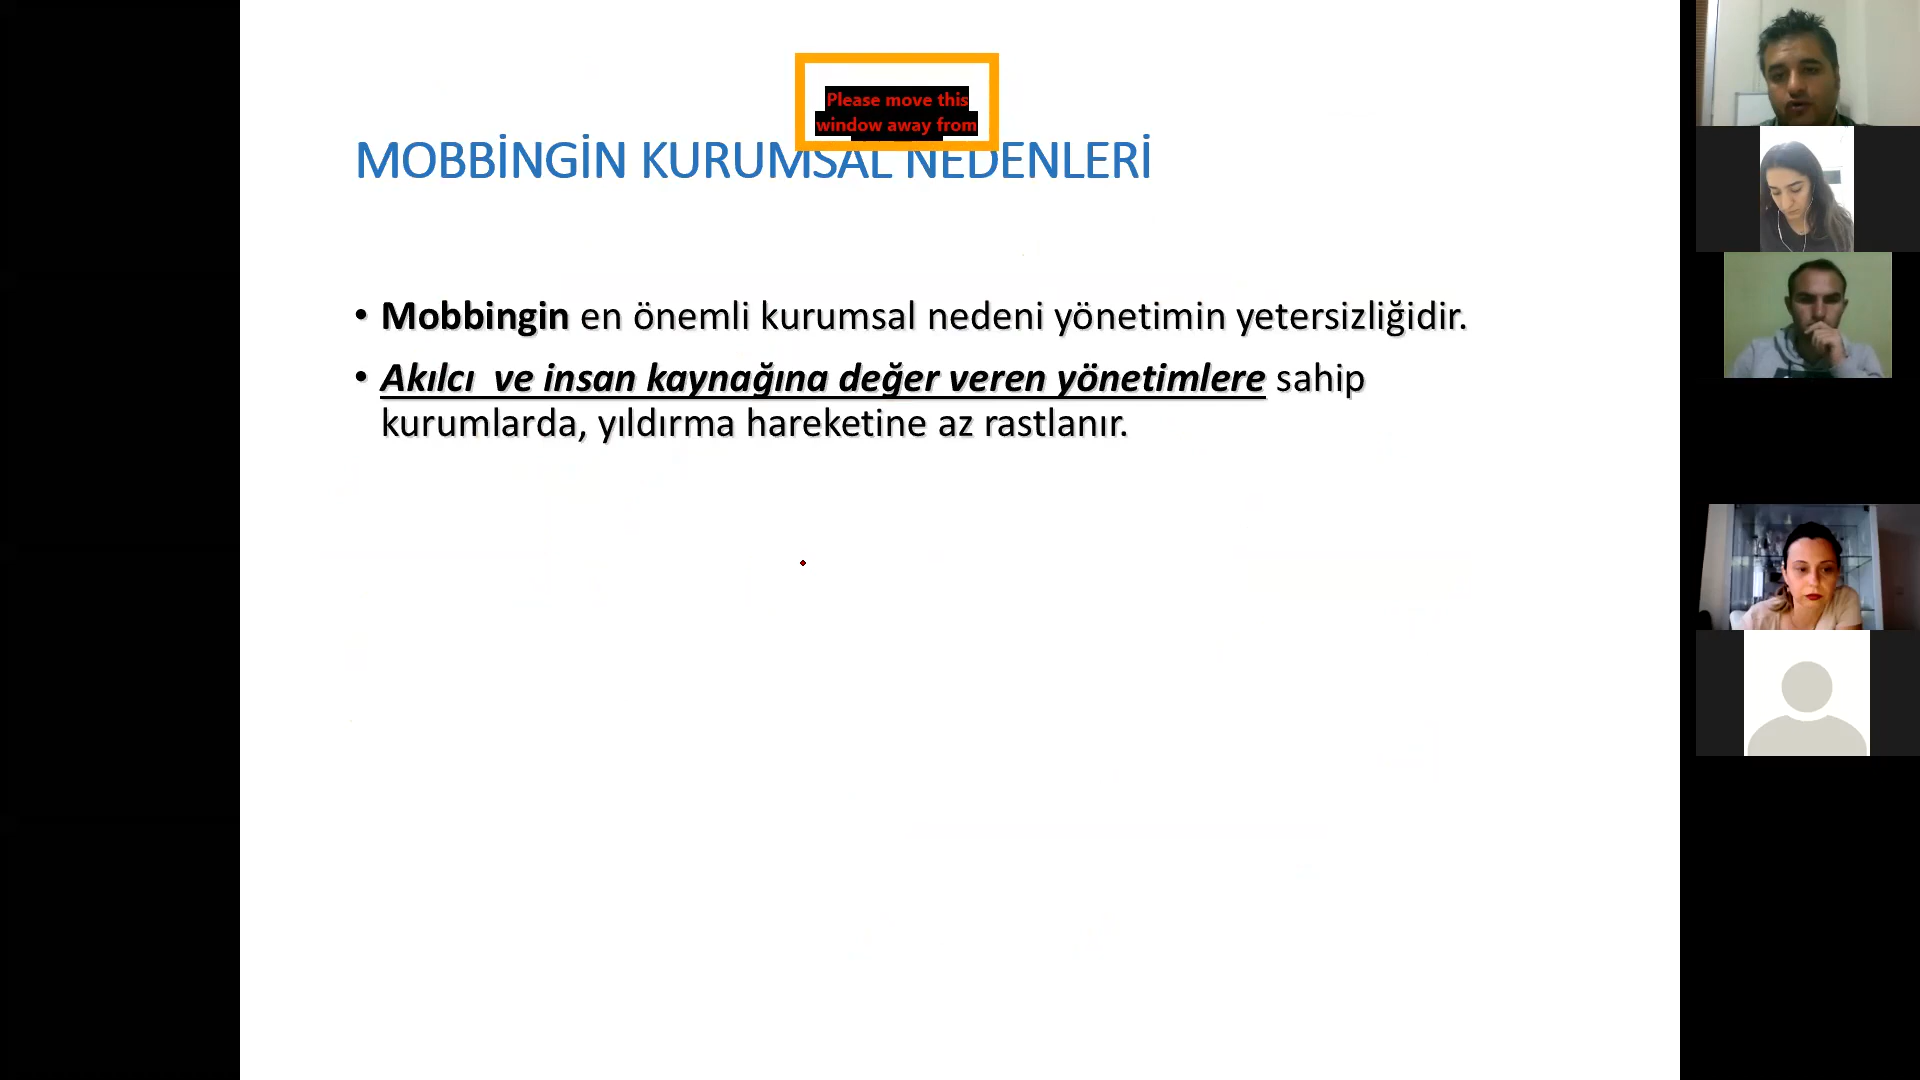 Please move this
window away from
MOBBİNGİN KURUMSAL NEDENLERİ
• Mobbingin en önemli kurumsal nedeni yönetimin yetersizliğidir.
• Akılcı ve insan kaynağına değer veren yönetimlere sahip
kurumlarda, yıldırma hareketine az rastlanır.